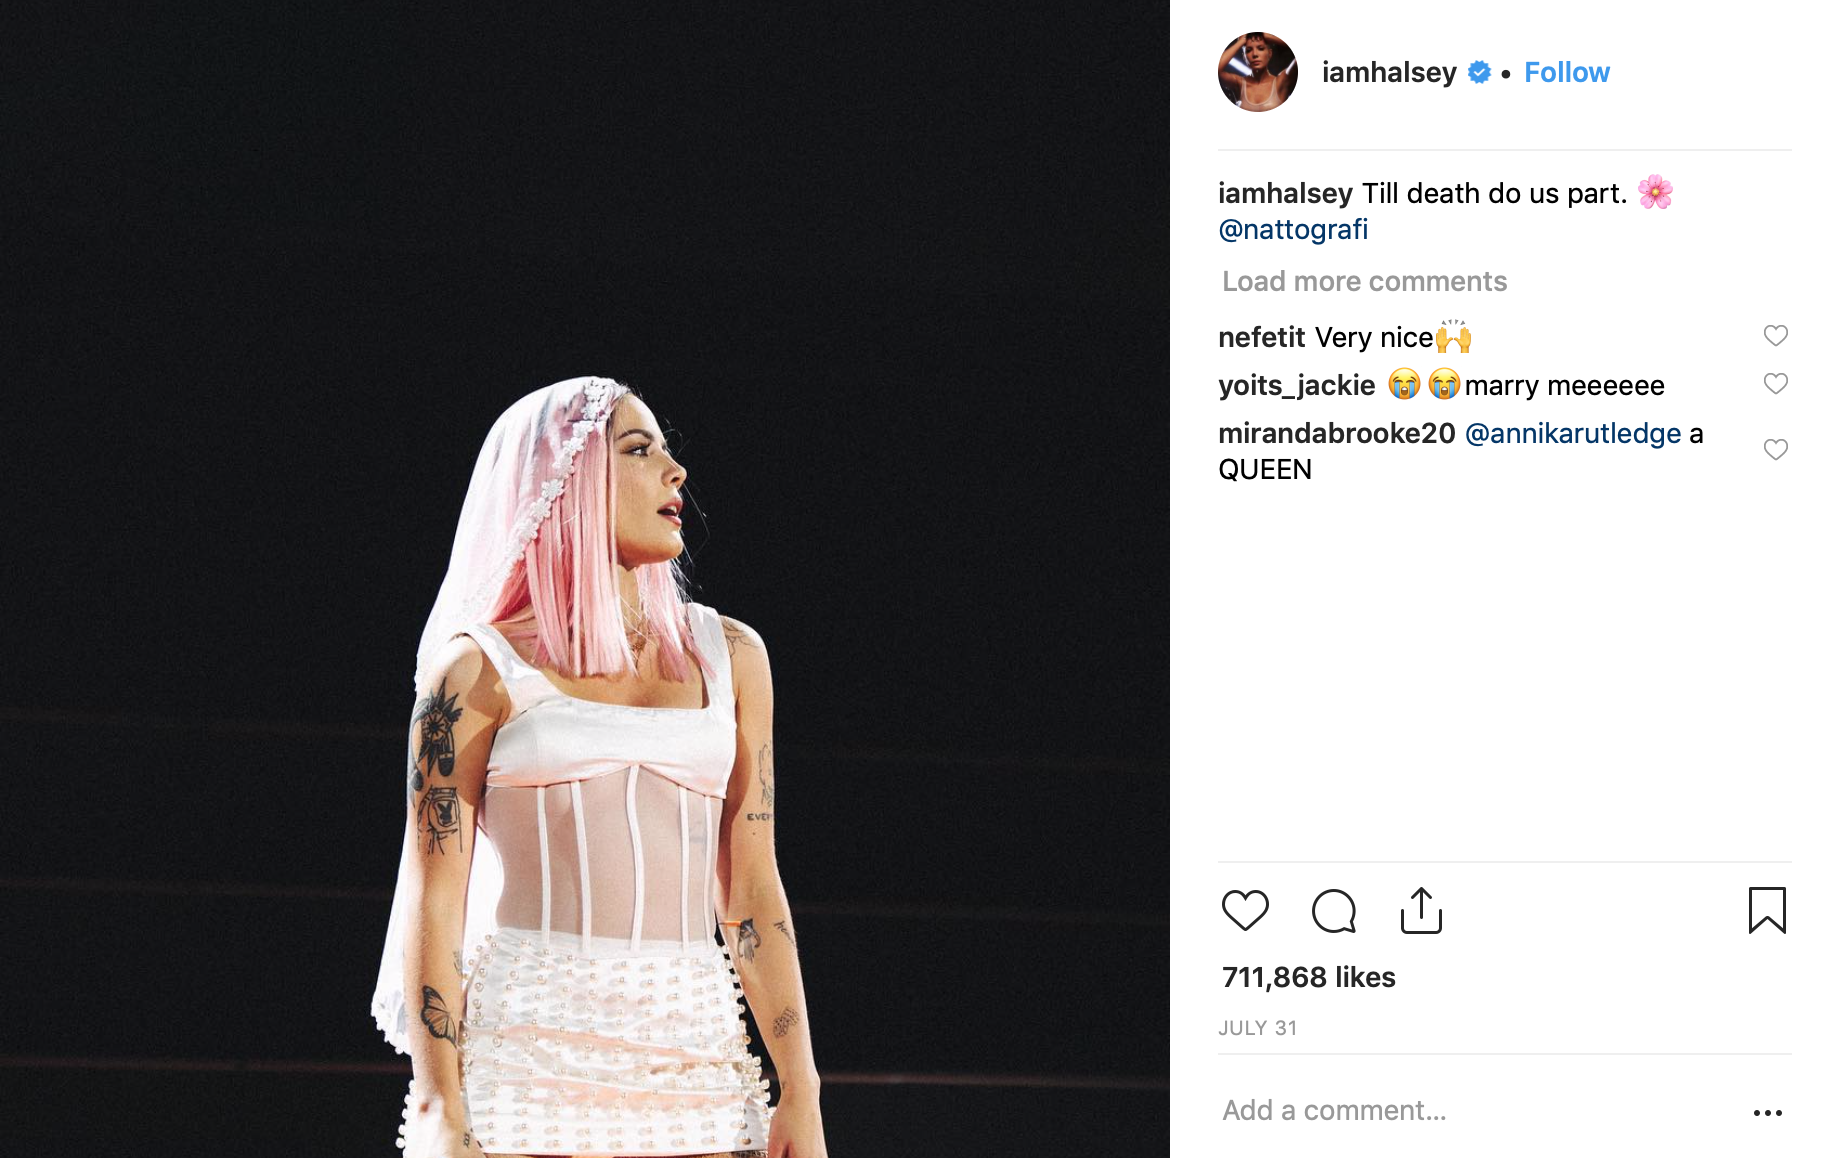 iamhalsey • Follow
iamhalsey Till death do us part. 🌸
@nattografi
Load more comments
nefetit Very nice🙌
yoits_jackie 😭😭marry meeeeee
mirandabrooke20 @annikarutledge a
QUEEN
711,868 likes
JULY 31
Add a comment...